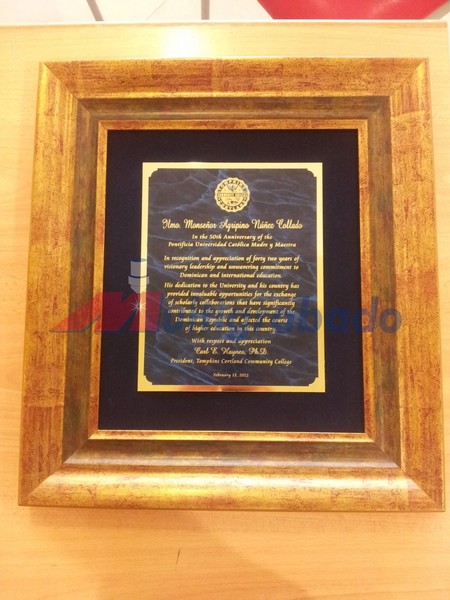 Ilmo. Monseñor Agripino Núñez Collado
In the 50th Anniversary of the
Pontificia Universidad Católica Madre y Maestra
In recognition and appreciation of forty two years of
visionary leadership and unwavering commitment to
Dominican and international education.
His dedication to the University and his country has
provided invaluable opportunities for the exchange
of scholarly collaborations that have significantly
contributed to the growth and development of the
Dominican Republic and affected the course
of higher education in this country.
With respect and appreciation
Carl E. Haynes, Ph.D.
President, Tompkins Cortland Community College
February 13, 2012